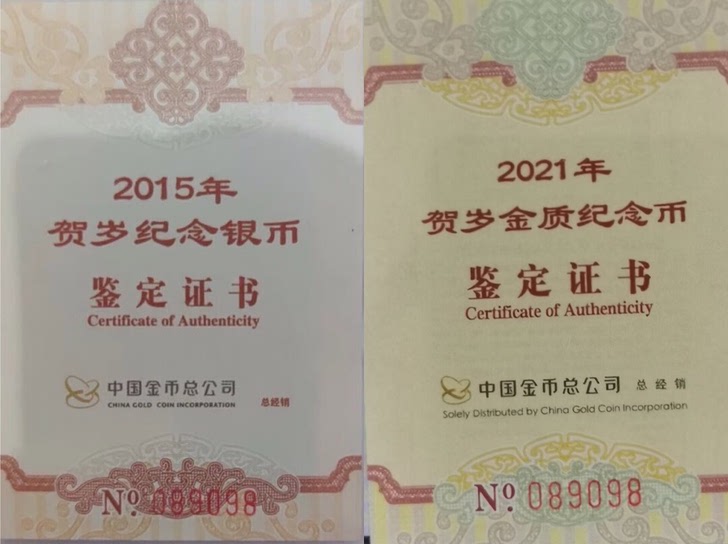 2015年
贺岁纪念银币
鉴定证书
Certificate of Authenticity
中国金币总公司
CHINA GOLD COIN INCORPORATION 总经销
No. 089098
2021年
贺岁金质纪念币
鉴定证书
Certificate of Authenticity
中国金币总公司 总经销
Solely Distributed by China Gold Coin Incorporation
No. 089098